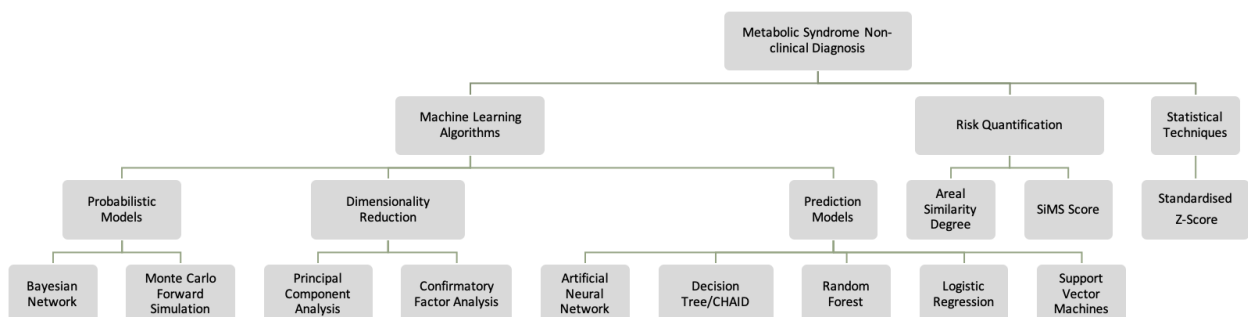 Metabolic Syndrome Non-
clinical Diagnosis
Machine Learning
Algorithms
Risk Quantification
Statistical
Techniques
Probabilistic
Models
Dimensionality
Reduction
Prediction
Models
Areal
Similarity
Degree
SiMS Score
Standardised
Z-Score
Bayesian
Network
Monte Carlo
Forward
Simulation
Principal
Component
Analysis
Confirmatory
Factor Analysis
Artificial
Neural
Network
Decision
Tree/CHAID
Random
Forest
Logistic
Regression
Support
Vector
Machines